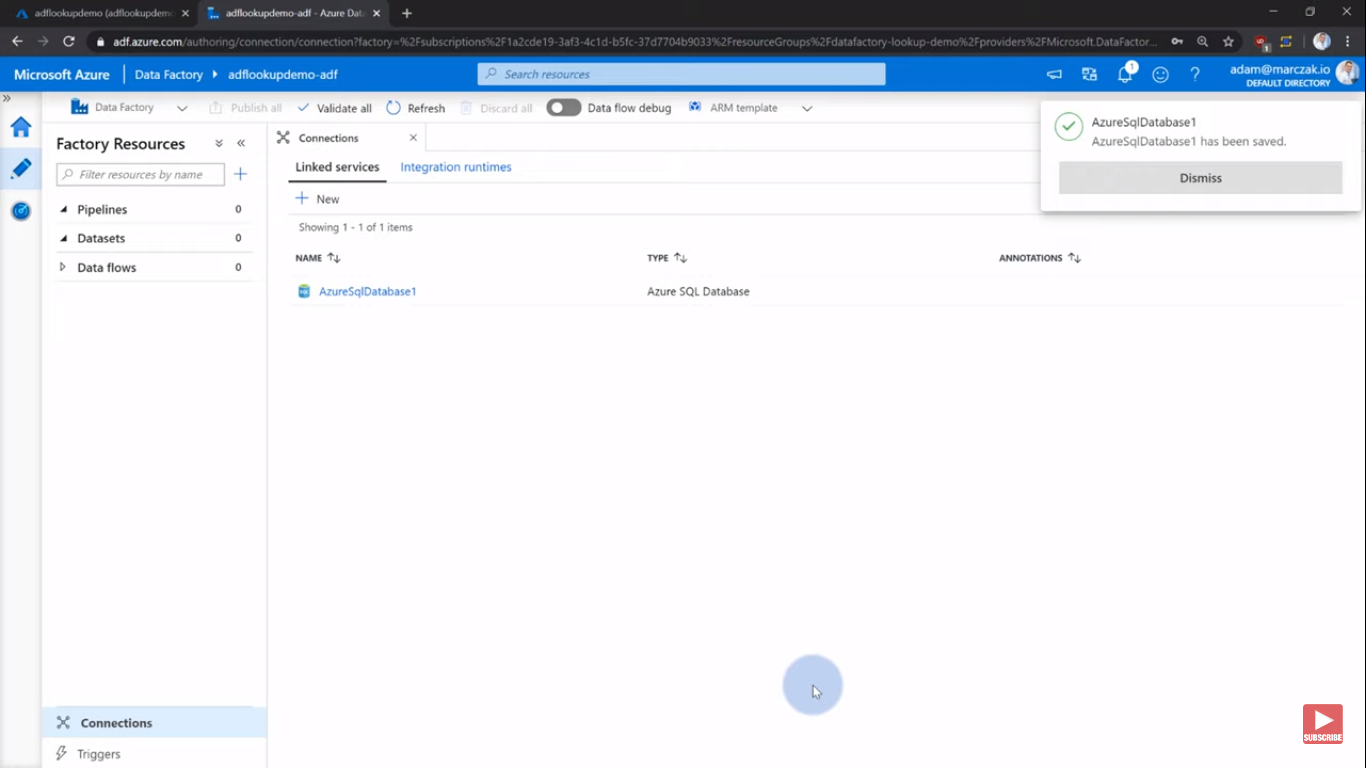 adflookupdemo (adflookupdemo
adflookupdemo-adf - Azure Data
adf.azure.com/authoring/connection/connection?factory=%2Fsubscriptions%2F1a2cde19-3af3-4c1d-b5fc-37d7704b9033%2FresourceGroups%2Fdatafactory-lookup-demo%2Fproviders%2FMicrosoft.DataFactor...
Microsoft Azure
Data Factory
adflookupdemo-adf
Search resources
1
adam@marczak.io
DEFAULT DIRECTORY
Data Factory
Publish all
Validate all
Refresh
Discard all
Data flow debug
ARM template
AzureSqlDatabase1
AzureSqlDatabase1 has been saved.
Dismiss
Factory Resources
Filter resources by name
Pipelines 0
Datasets 0
Data flows 0
Connections
Linked services
Integration runtimes
New
Showing 1 - 1 of 1 items
NAME TYPE ANNOTATIONS
AzureSqlDatabase1 Azure SQL Database
Connections
Triggers
SUBSCRIBE